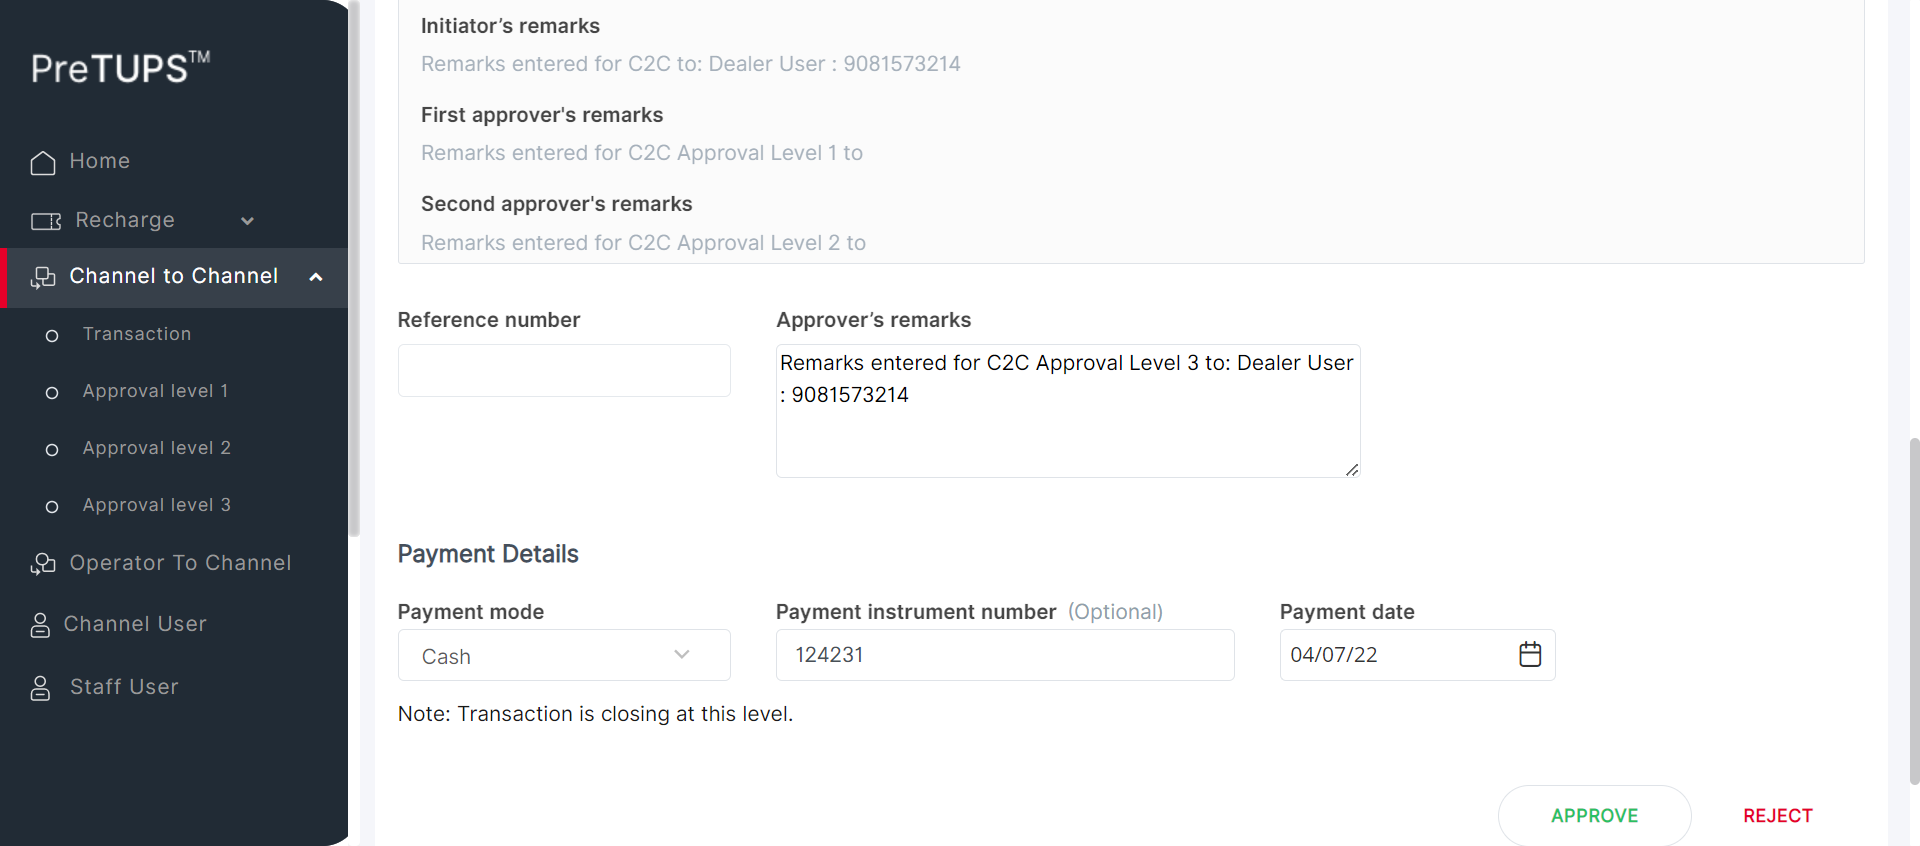 PreTUPS™
Home
Recharge
Channel to Channel
Transaction
Approval level 1
Approval level 2
Approval level 3
Operator To Channel
Channel User
Staff User
Initiator’s remarks
Remarks entered for C2C to: Dealer User : 9081573214
First approver's remarks
Remarks entered for C2C Approval Level 1 to
Second approver's remarks
Remarks entered for C2C Approval Level 2 to
Reference number
Approver’s remarks
Remarks entered for C2C Approval Level 3 to: Dealer User
: 9081573214
Payment Details
Payment mode
Cash
Payment instrument number (Optional)
124231
Payment date
04/07/22
Note: Transaction is closing at this level.
APPROVE
REJECT